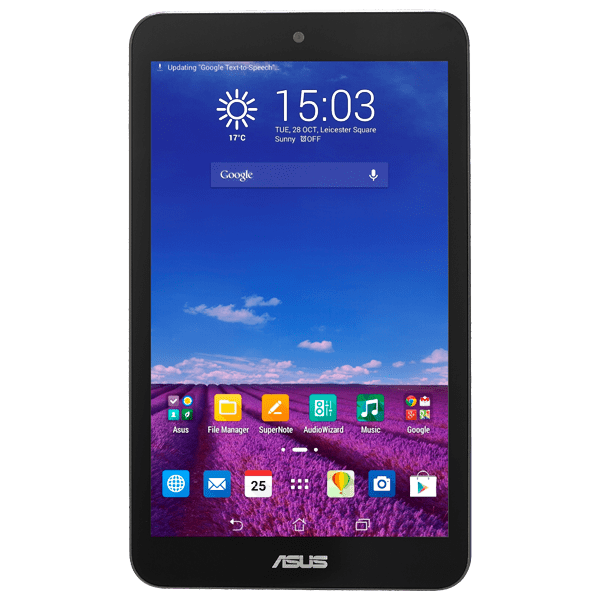 Updating "Google Text-to-Speech"...
15:03
TUE, 28 OCT, Leicester Square
17°C
Sunny OFF
Google
Asus
File Manager
SuperNote
AudioWizard
Music
Google
25
ASUS